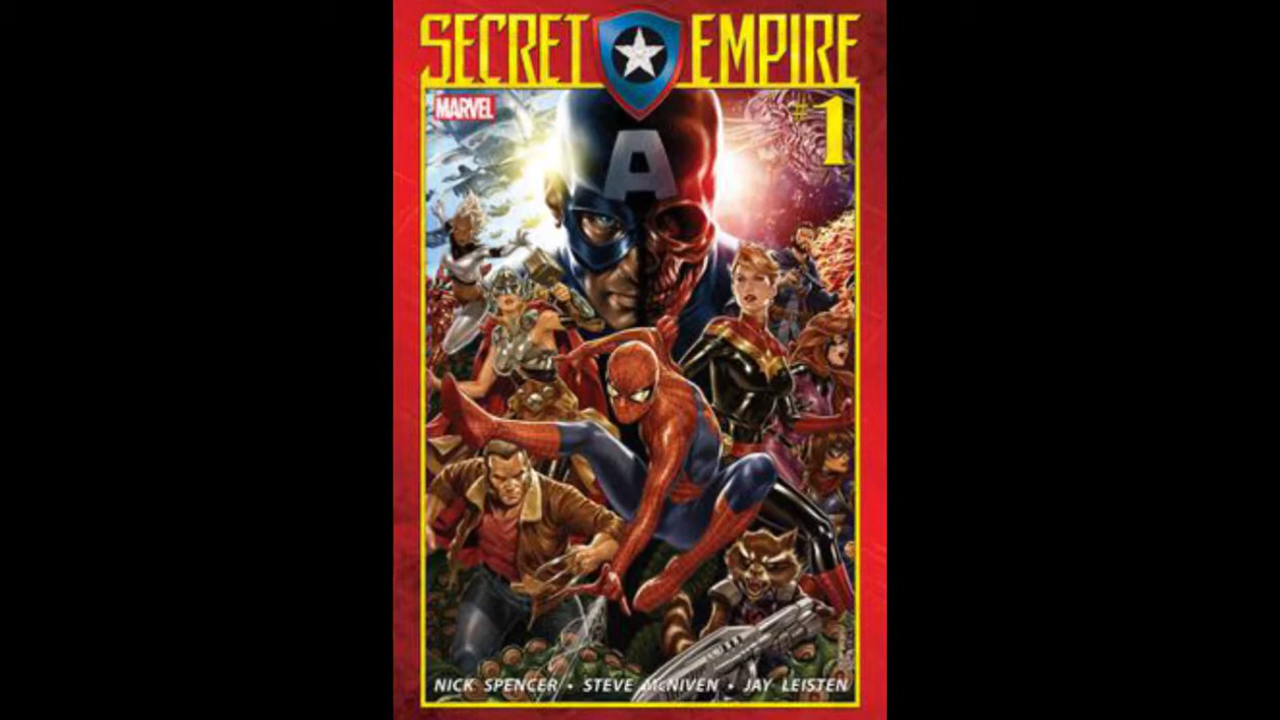 SECRET EMPIRE
MARVEL
#1
A
NICK SPENCER • STEVE McNIVEN • JAY LEISTEN